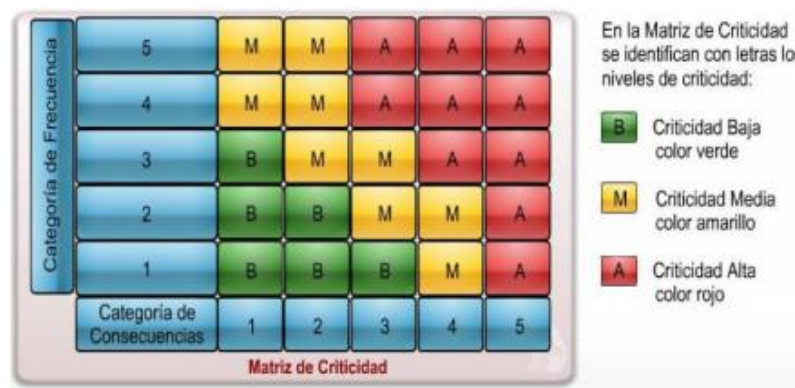 Categoría de Frecuencia
5 M M A A A
4 M M A A A
3 B M M A A
2 B B M M A
1 B B B M A
Categoría de
Consecuencias
1 2 3 4 5
Matriz de Criticidad
En la Matriz de Criticidad
se identifican con letras lo
niveles de criticidad:
B Criticidad Baja
color verde
M Criticidad Media
color amarillo
A Criticidad Alta
color rojo